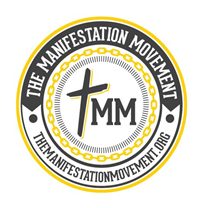 THE MANIFESTATION MOVEMENT
TMM
THEMANIFESTATIONMOVEMENT.ORG